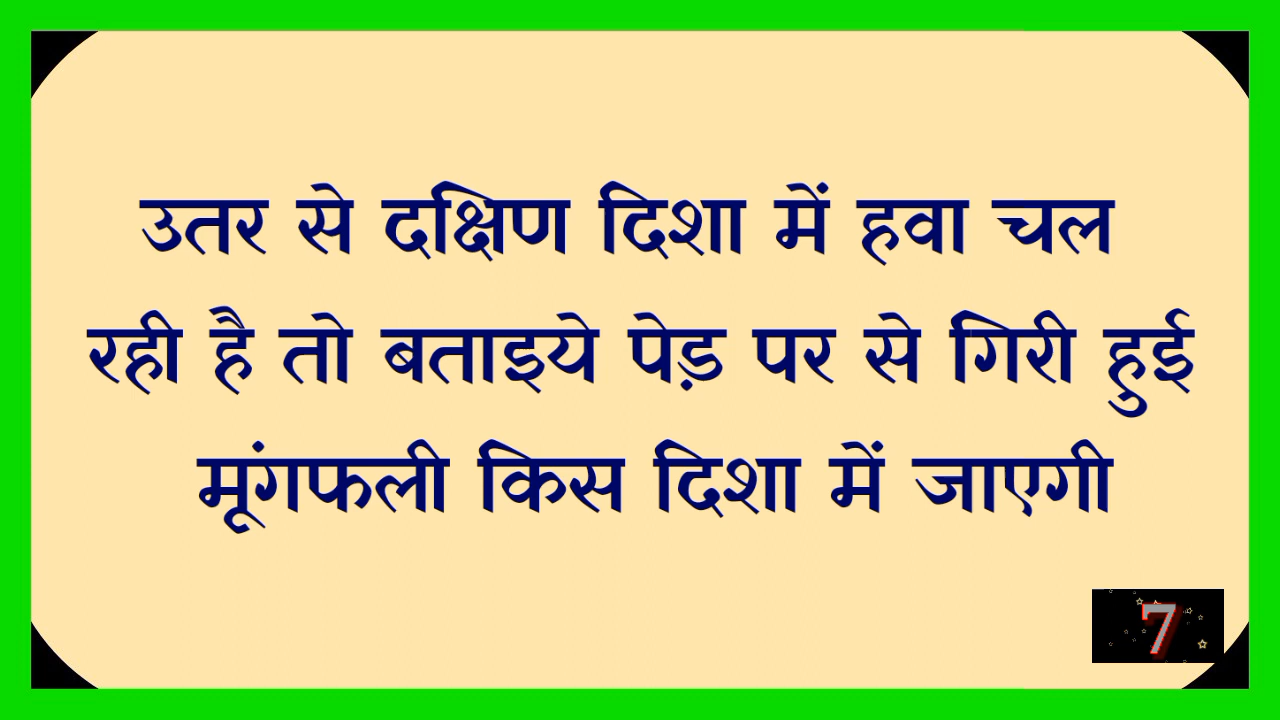 उतर से दक्षिण दिशा में हवा चल
रही है तो बताइये पेड़ पर से गिरी हुई
मूंगफली किस दिशा में जाएगी
7